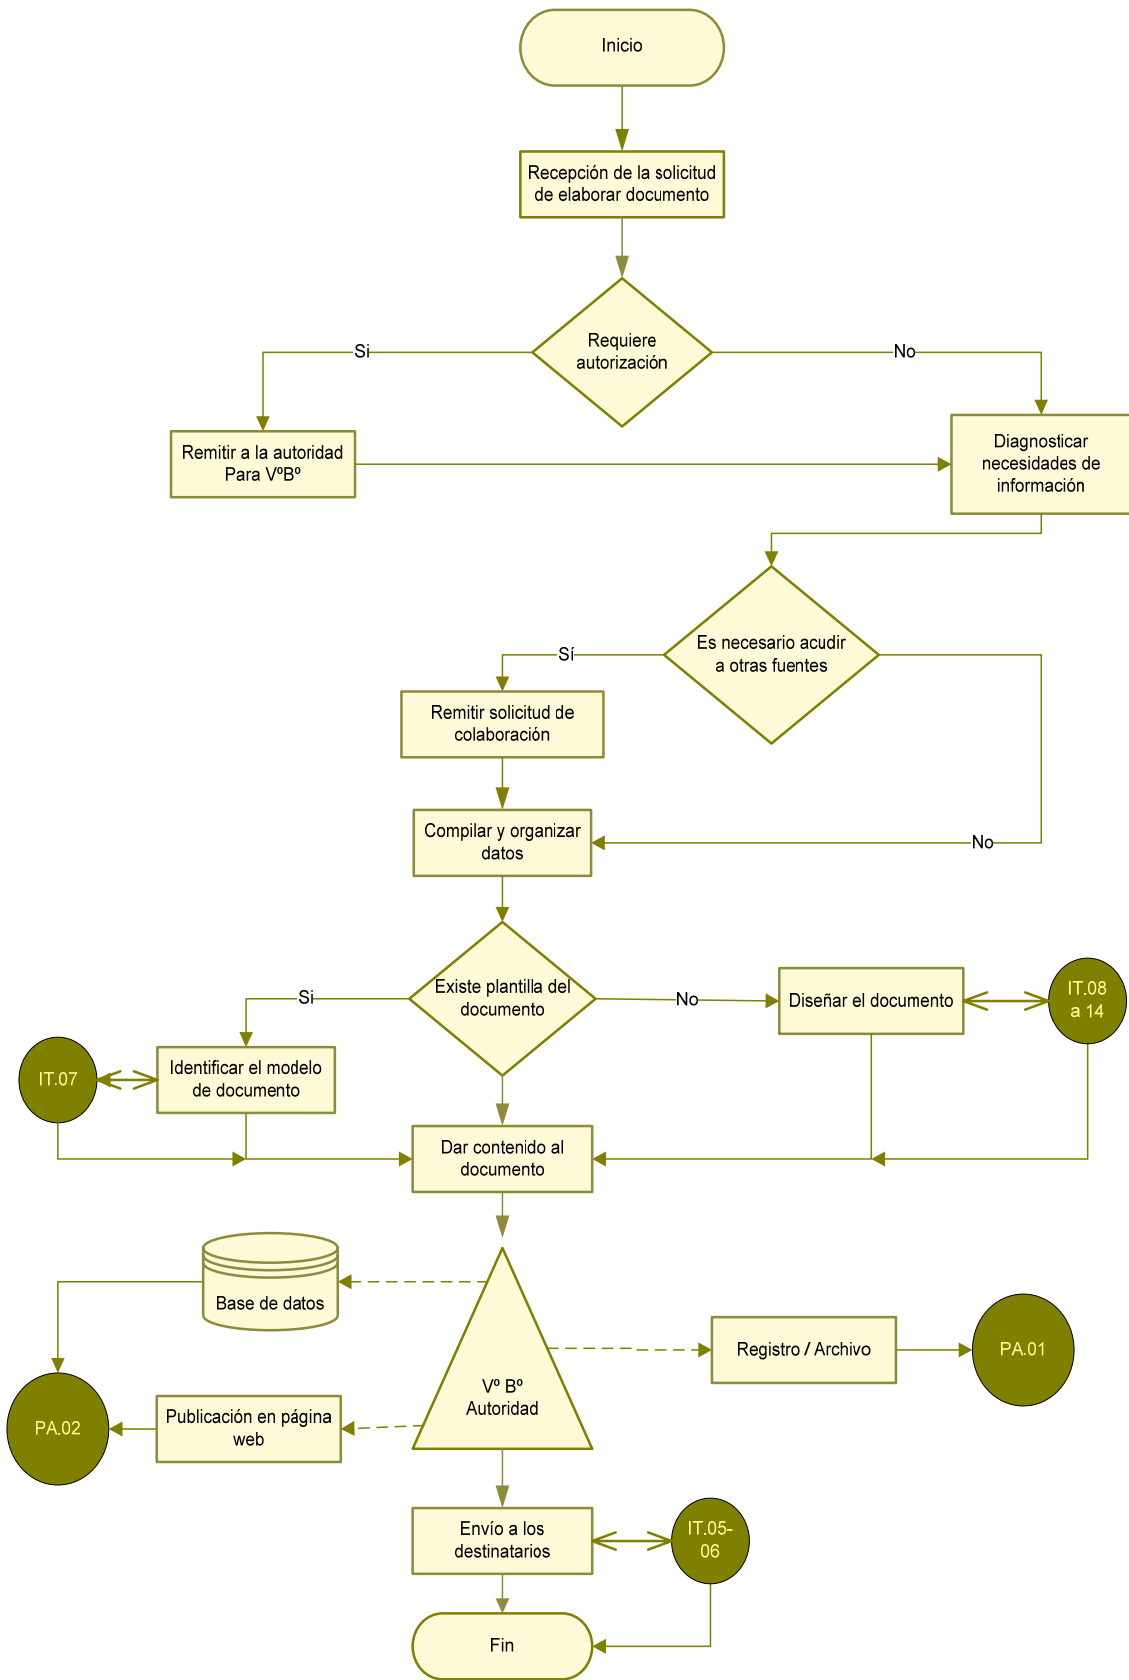 Inicio
Recepción de la solicitud
de elaborar documento
Requiere
autorización
Si
No
Remitir a la autoridad
Para VºBº
Diagnosticar
necesidades de
información
Es necesario acudir
a otras fuentes
Sí
Remitir solicitud de
colaboración
Compilar y organizar
datos
No
Existe plantilla del
documento
Si
No
Diseñar el documento
IT.08
a 14
IT.07
Identificar el modelo
de documento
Dar contenido al
documento
Base de datos
Registro / Archivo
PA.01
Vº Bº
Autoridad
Publicación en página
web
PA.02
Envío a los
destinatarios
IT.05-
06
Fin